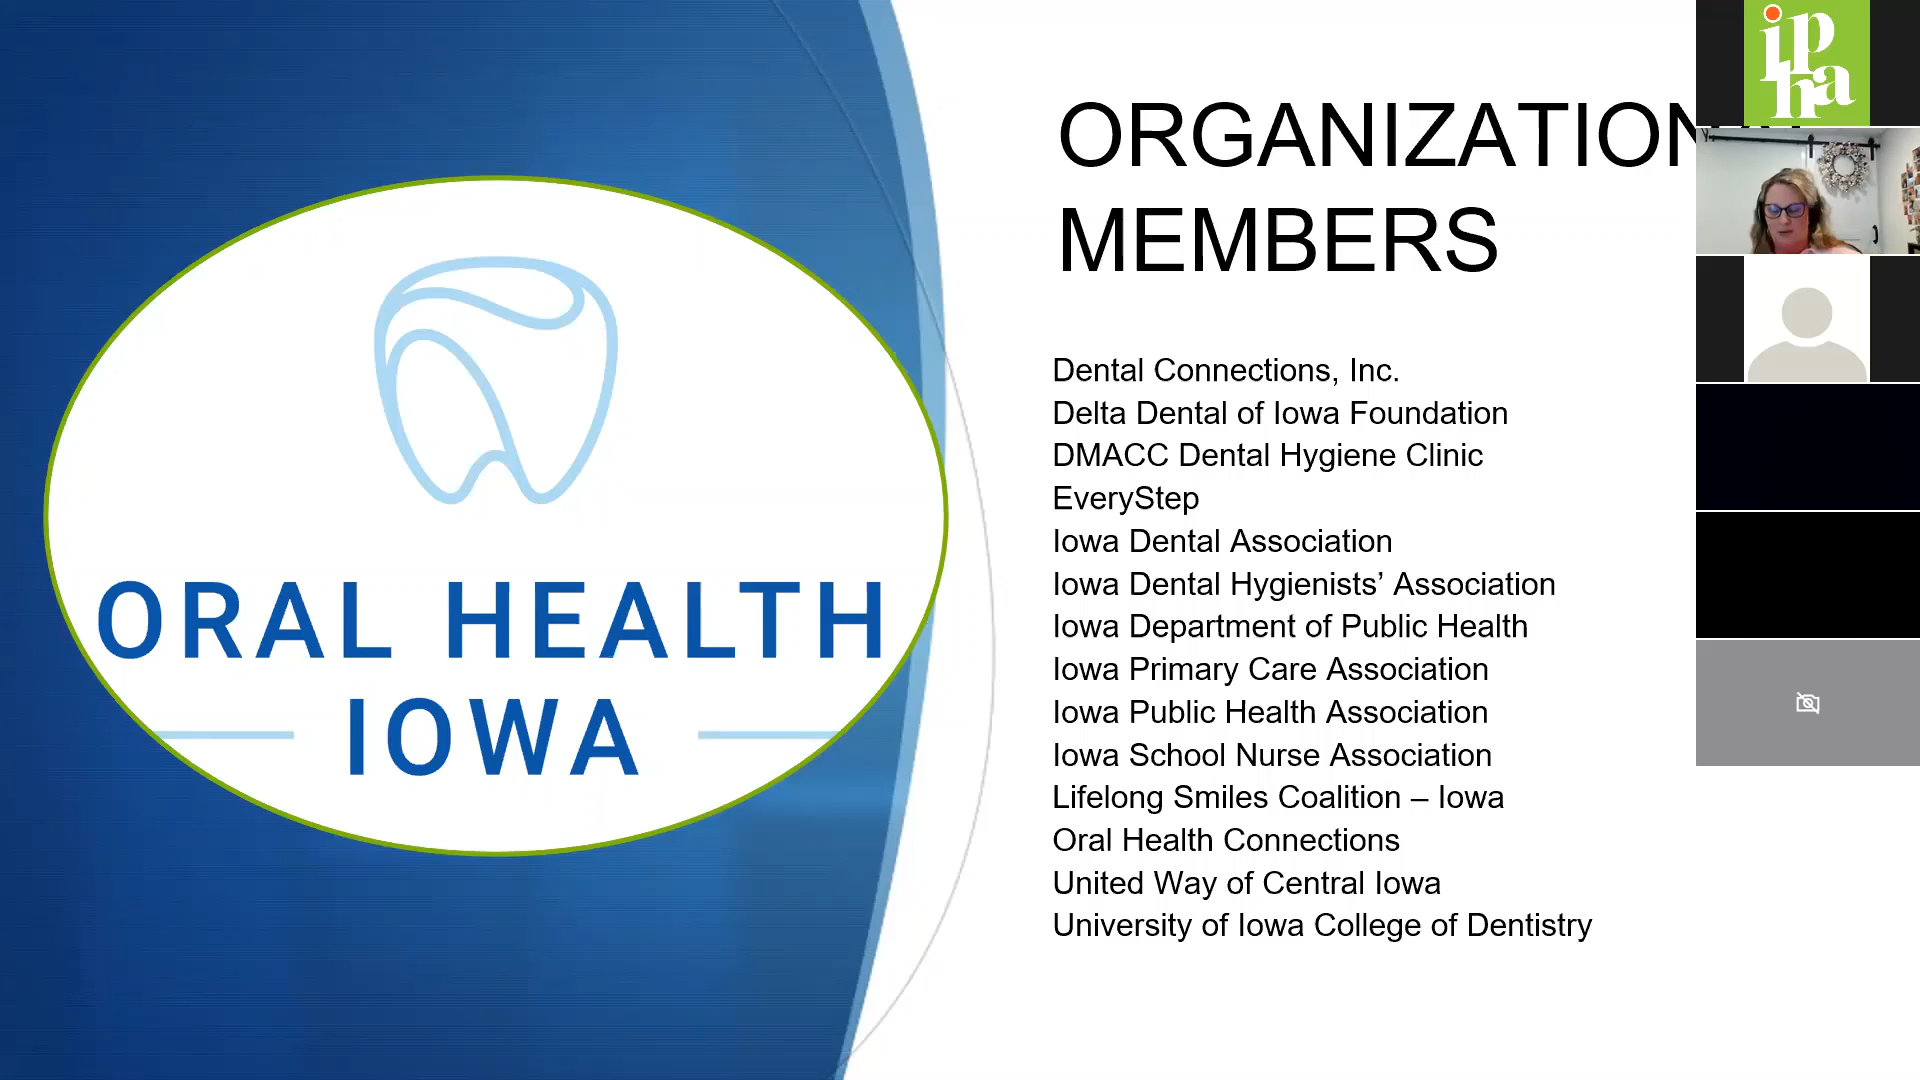 ORAL HEALTH
IOWA
ORGANIZATION
MEMBERS
Dental Connections, Inc.
Delta Dental of Iowa Foundation
DMACC Dental Hygiene Clinic
EveryStep
Iowa Dental Association
Iowa Dental Hygienists’ Association
Iowa Department of Public Health
Iowa Primary Care Association
Iowa Public Health Association
Iowa School Nurse Association
Lifelong Smiles Coalition – Iowa
Oral Health Connections
United Way of Central Iowa
University of Iowa College of Dentistry
ip
ha